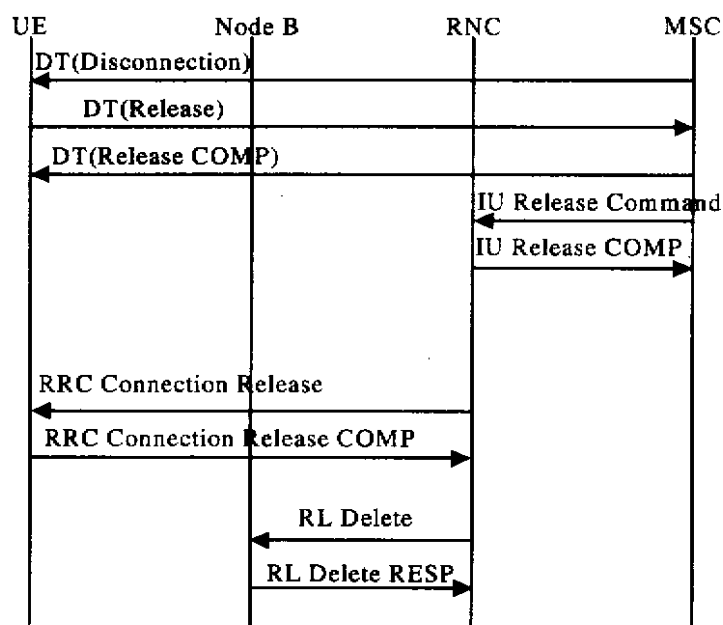 UE Node B RNC MSC
DT(Disconnection)
DT(Release)
DT(Release COMP)
IU Release Command
IU Release COMP
RRC Connection Release
RRC Connection Release COMP
RL Delete
RL Delete RESP